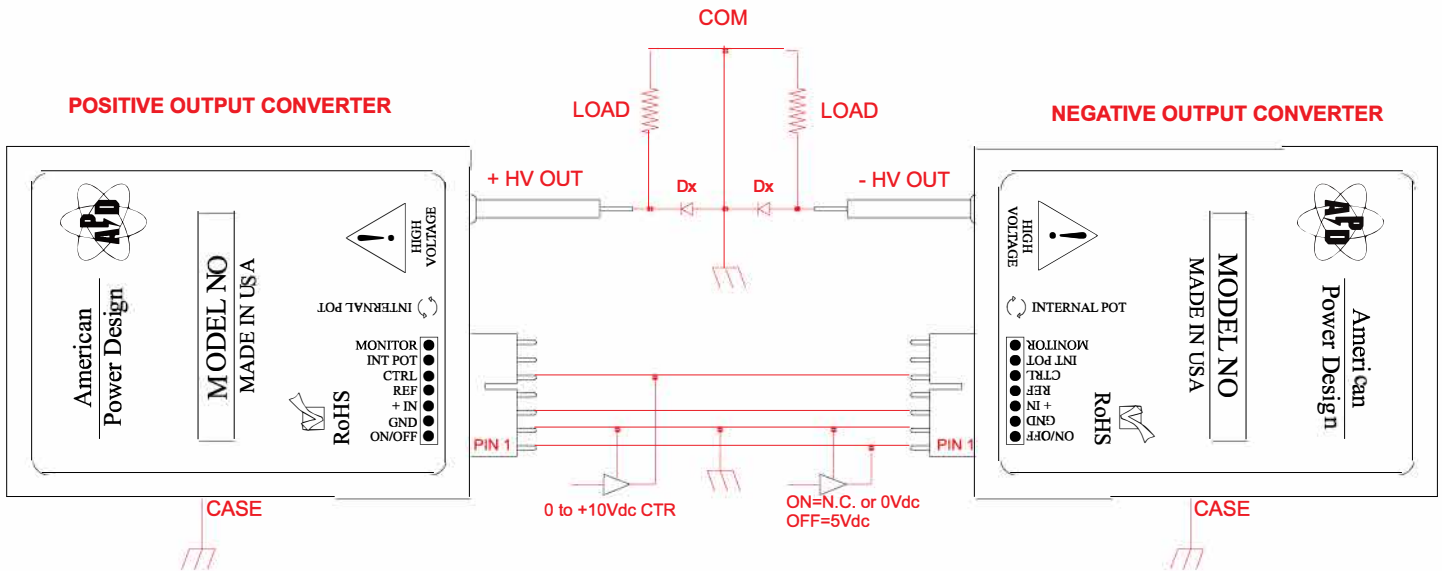 COM
POSITIVE OUTPUT CONVERTER
LOAD
LOAD
NEGATIVE OUTPUT CONVERTER
+ HV OUT
Dx
Dx
- HV OUT
APD
American
Power Design
MODEL NO
MADE IN USA
!
HIGH
VOLTAGE
INTERNAL POT
MONITOR
INT POT
CTRL
REF
+ IN
GND
ON/OFF
RoHS
PIN 1
CASE
0 to +10Vdc CTR
ON=N.C. or 0Vdc
OFF=5Vdc
PIN 1
!
HIGH
VOLTAGE
INTERNAL POT
MONITOR
INT POT
CTRL
REF
+ IN
GND
ON/OFF
RoHS
MODEL NO
MADE IN USA
APD
American
Power Design
CASE